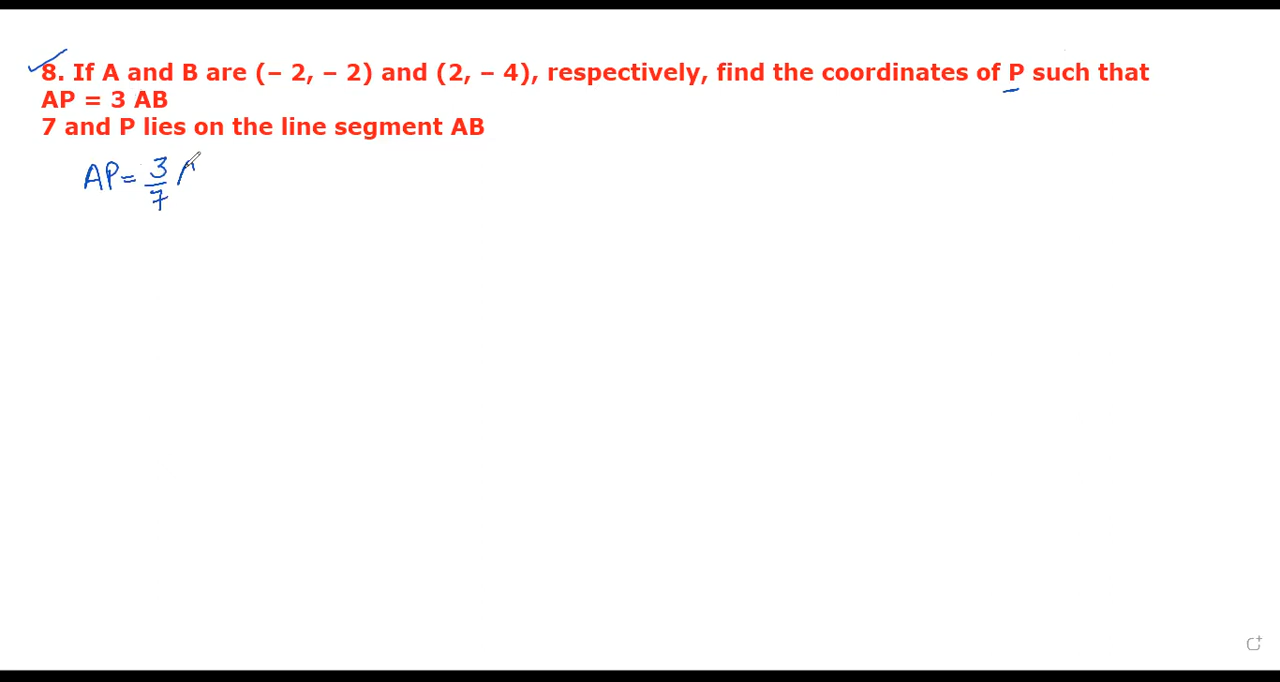 8. If A and B are (– 2, – 2) and (2, – 4), respectively, find the coordinates of P such that
AP = 3 AB
7 and P lies on the line segment AB
AP = 3/7